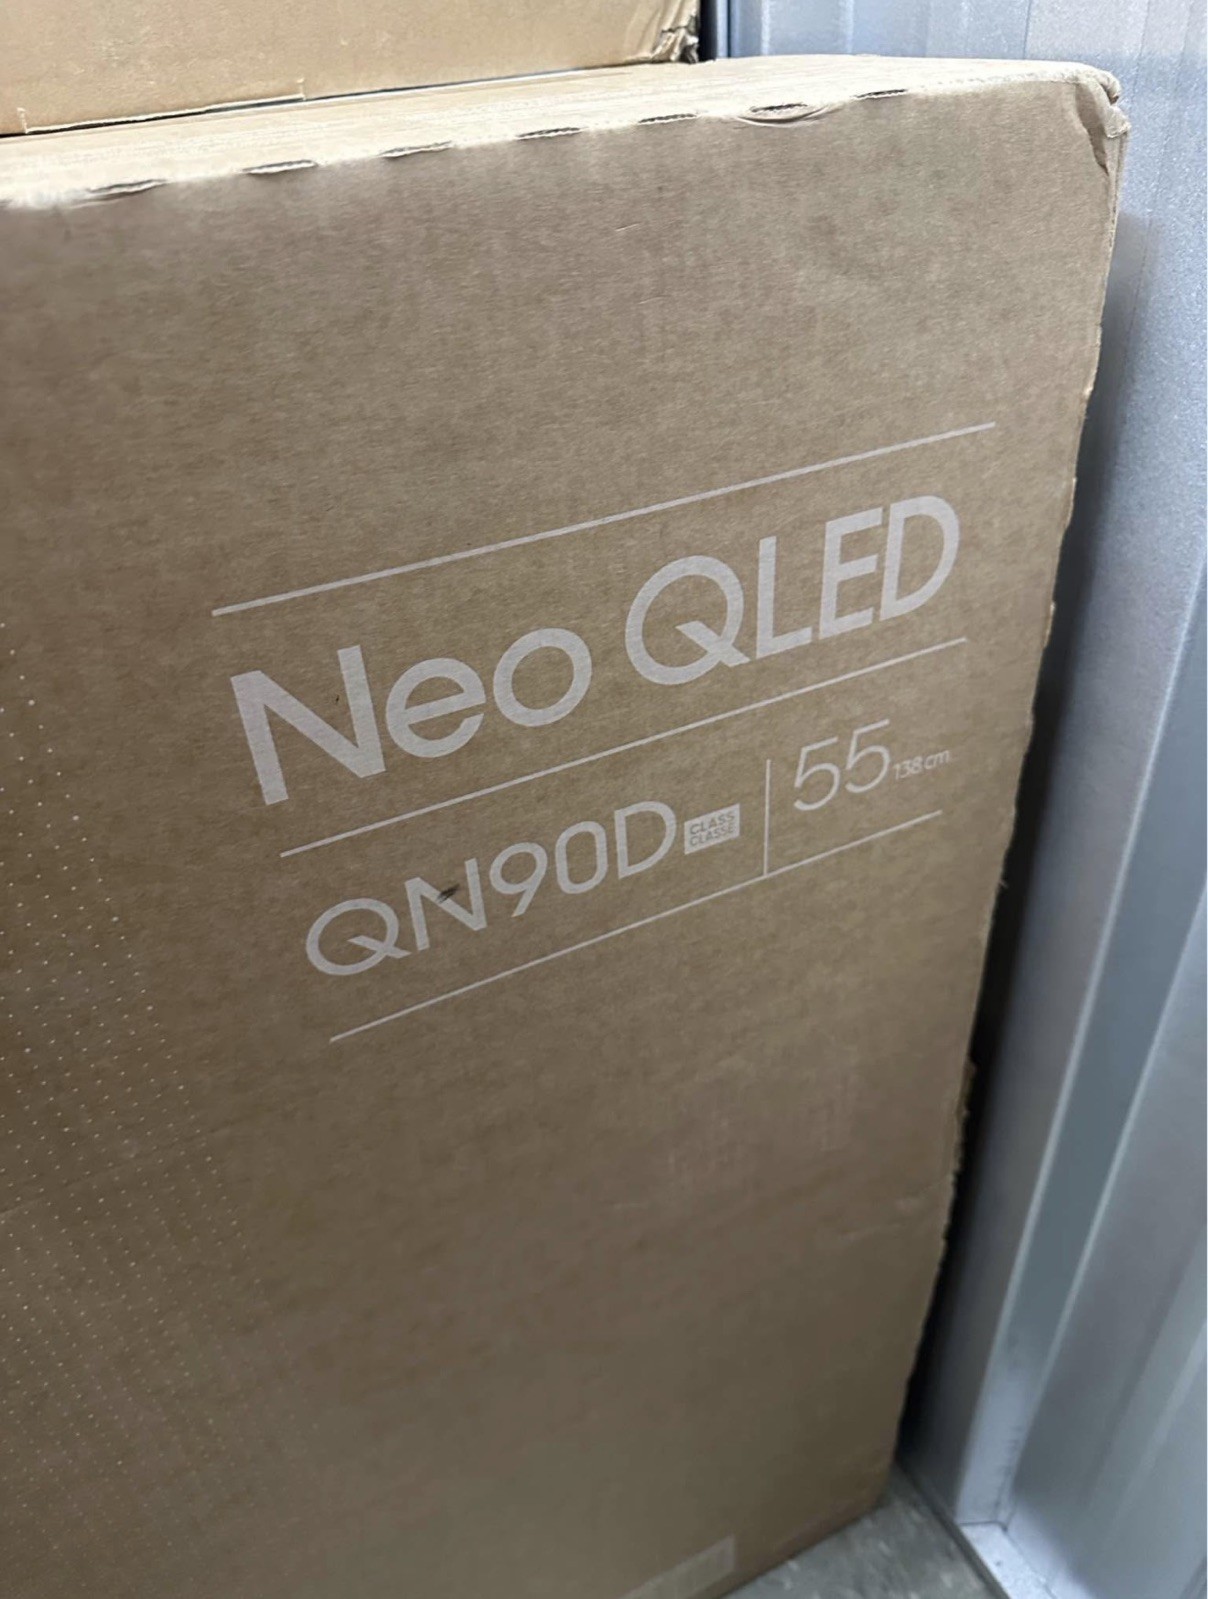 Neo QLED
QN90D CLASS 55 138 cm
CLASSE